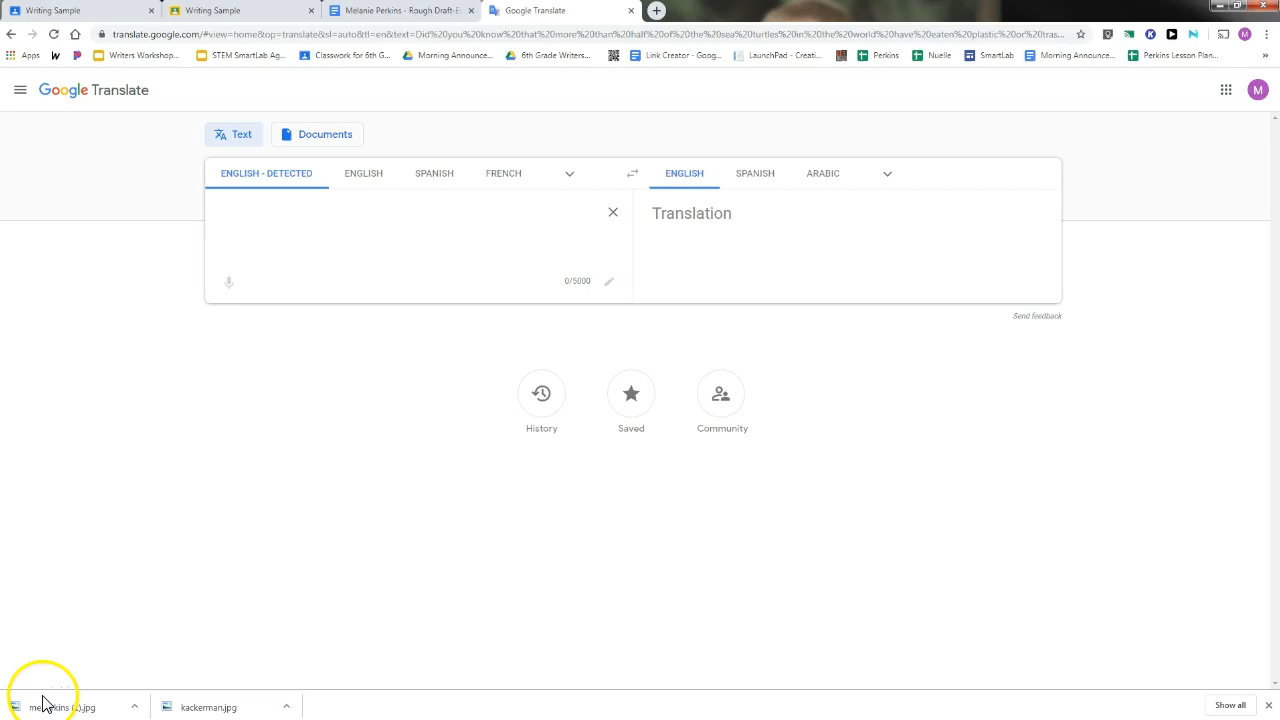 Writing Sample
Writing Sample
Melanie Perkins - Rough Draft-Es
Google Translate
translate.google.com/#view=home&op=translate&sl=auto&tl=en&text=Did%20you%20know%20that%20more%20than%20half%20of%20the%20sea%20turtles%20in%20the%20world%20have%20eaten%20plastic%20or%20tras...
Apps
Writers Workshop...
STEM SmartLab Ag...
Classwork for 6th G...
Morning Announce...
6th Grade Writers...
Link Creator - Goog...
LaunchPad - Creati...
Perkins
Nuelle
SmartLab
Morning Announce...
Perkins Lesson Plan...
Google Translate
M
Text
Documents
ENGLISH - DETECTED
ENGLISH
SPANISH
FRENCH
ENGLISH
SPANISH
ARABIC
Translation
0/5000
Send feedback
History
Saved
Community
kackerman.jpg
Show all